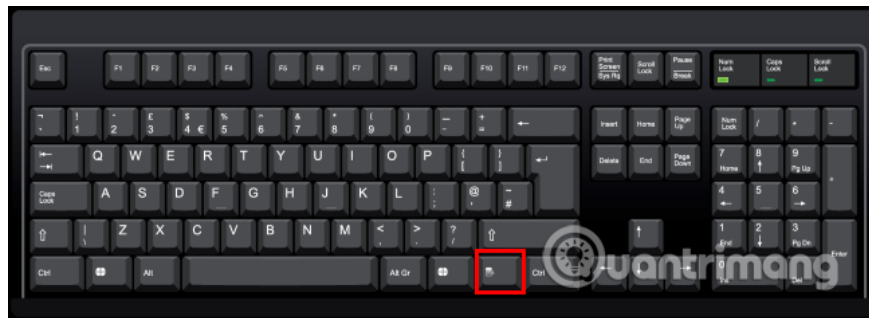 Esc F1 F2 F3 F4 F5 F6 F7 F8 F9 F10 F11 F12 Print Screen Sys Rq Scroll Lock Pause Break Num Lock Caps Lock Scroll Lock
¬ ` ! 1 " 2 £ 3 $ 4 € % 5 ^ 6 & 7 * 8 ( 9 ) 0 _ - + = Insert Home Page Up Num Lock / * -
Q W E R T Y U I O P { [ } ] Delete End Page Down 7 Home 8 9 Pg Up +
Caps Lock A S D F G H J K L : ; @ ' ~ # 4 5 6
| \ Z X C V B N M < , > . ? / 1 End 2 3 Pg Dn Enter
Ctrl Alt Alt Gr Ctrl 0 Ins Del
Quantrimang